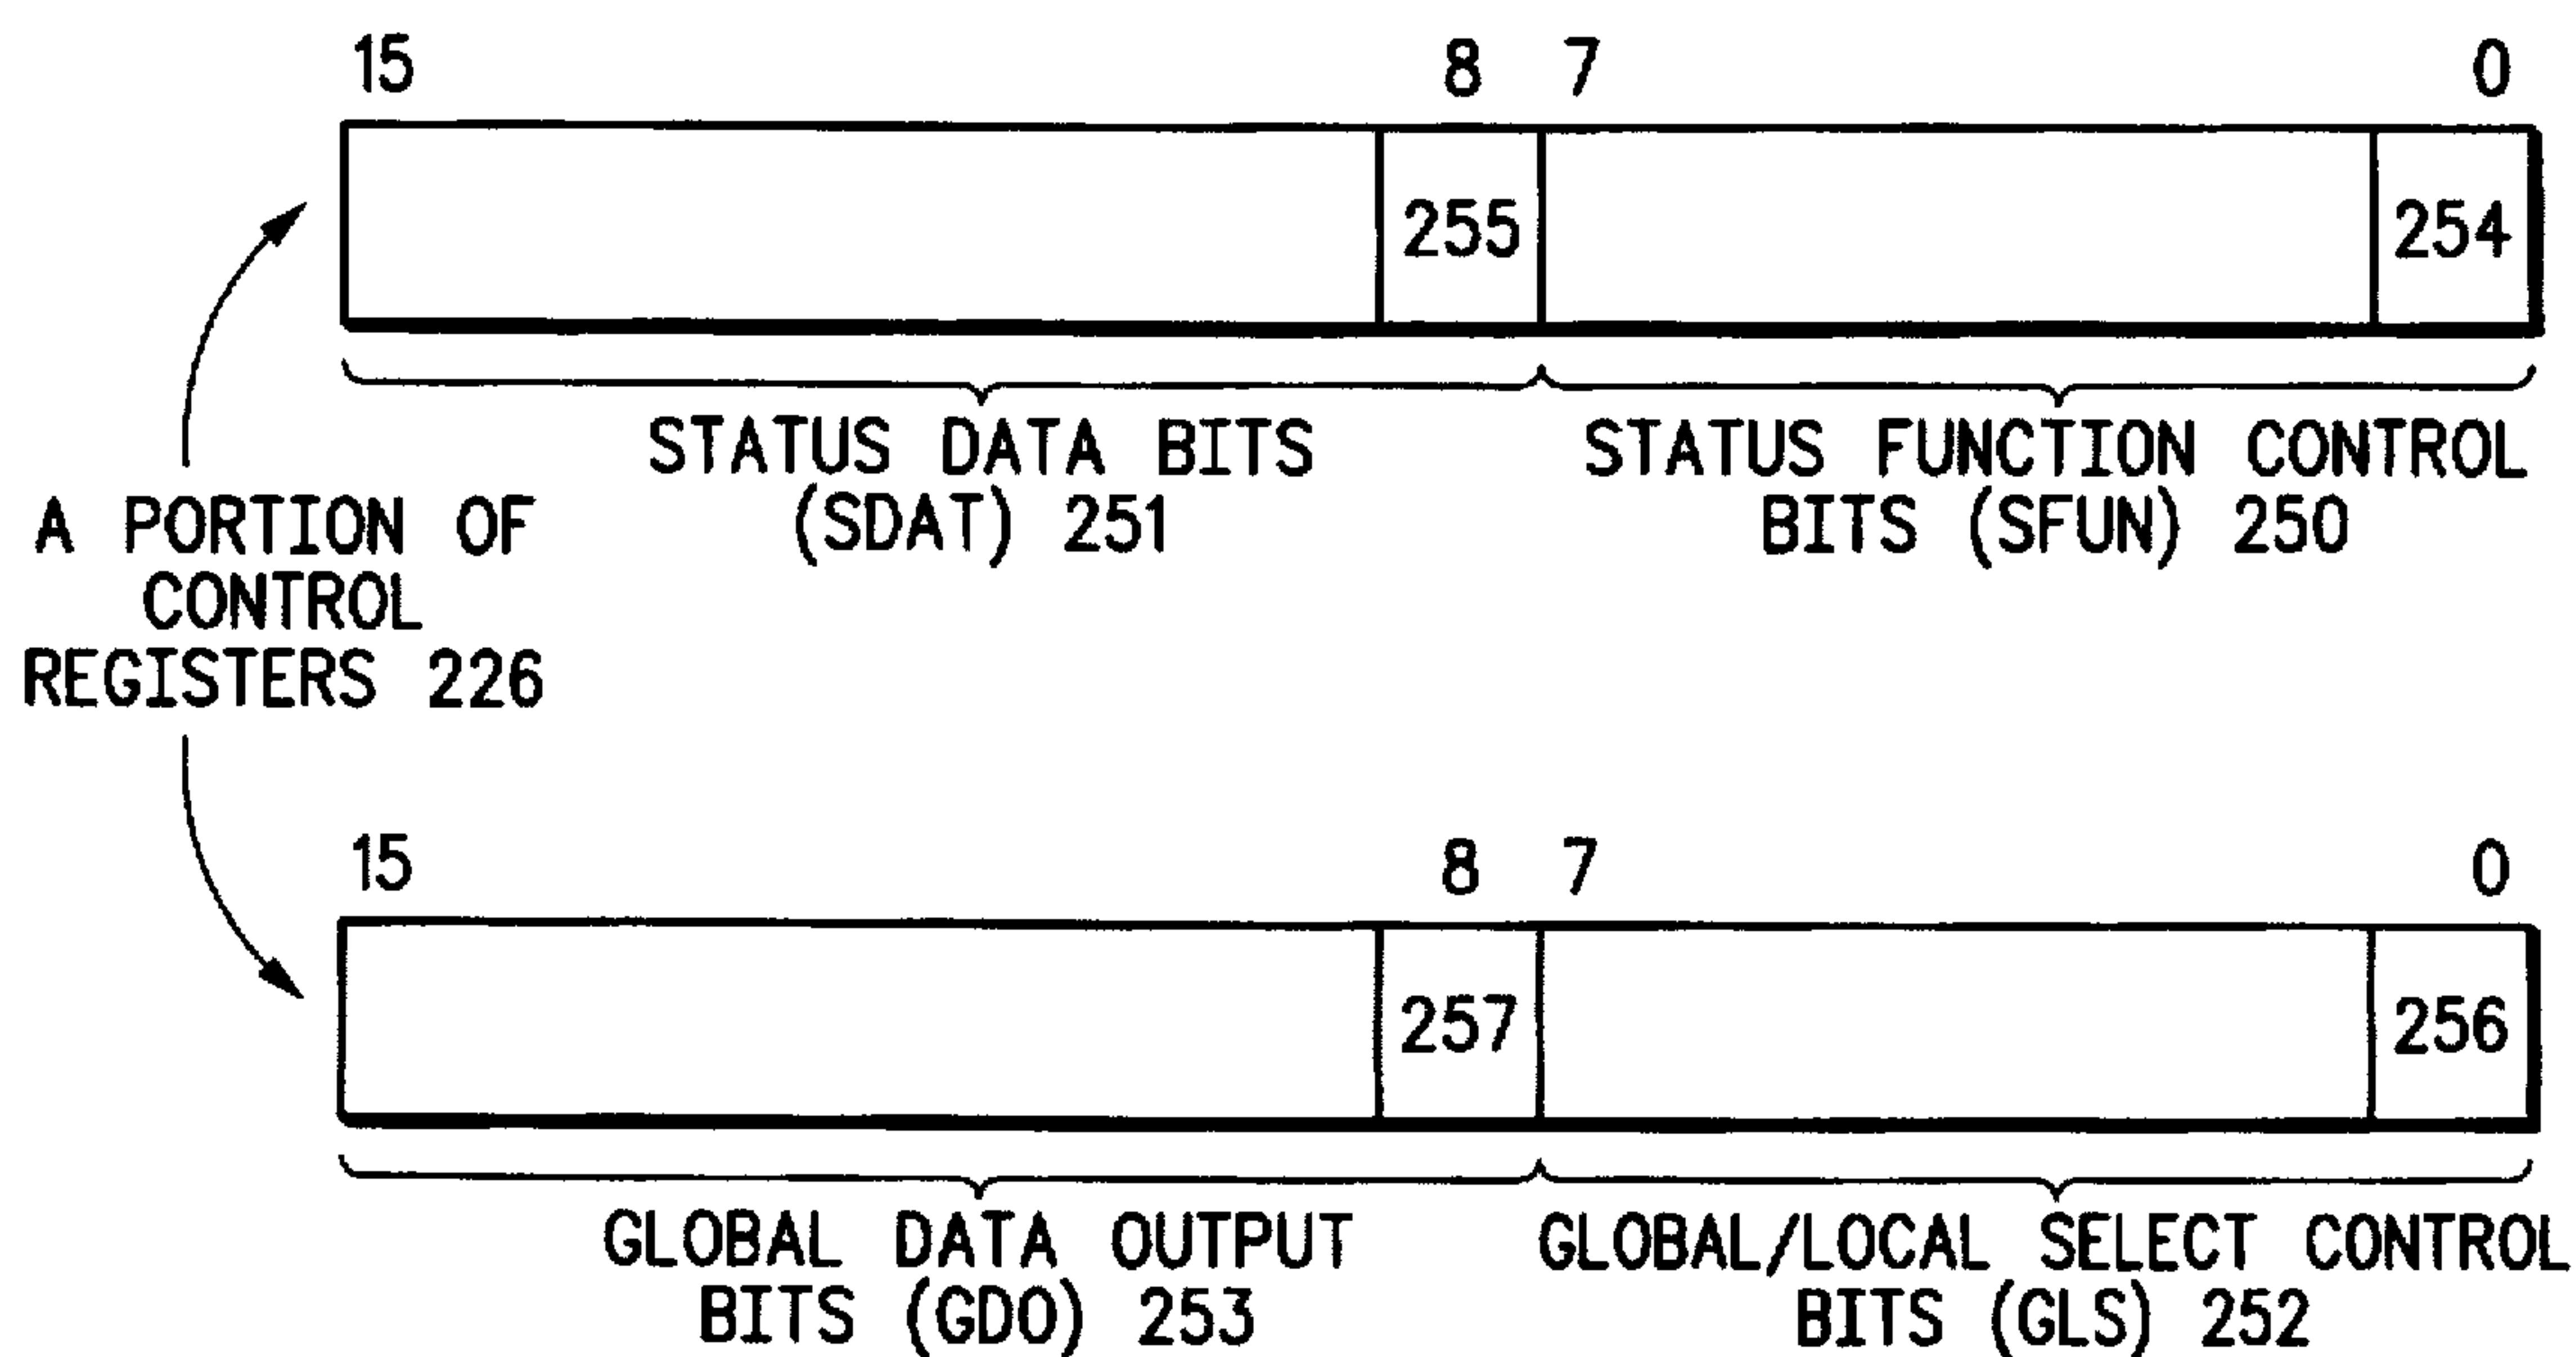 15 8 7 0
255 254
STATUS DATA BITS
(SDAT) 251
STATUS FUNCTION CONTROL
BITS (SFUN) 250
A PORTION OF
CONTROL
REGISTERS 226
15 8 7 0
257 256
GLOBAL DATA OUTPUT
BITS (GDO) 253
GLOBAL/LOCAL SELECT CONTROL
BITS (GLS) 252